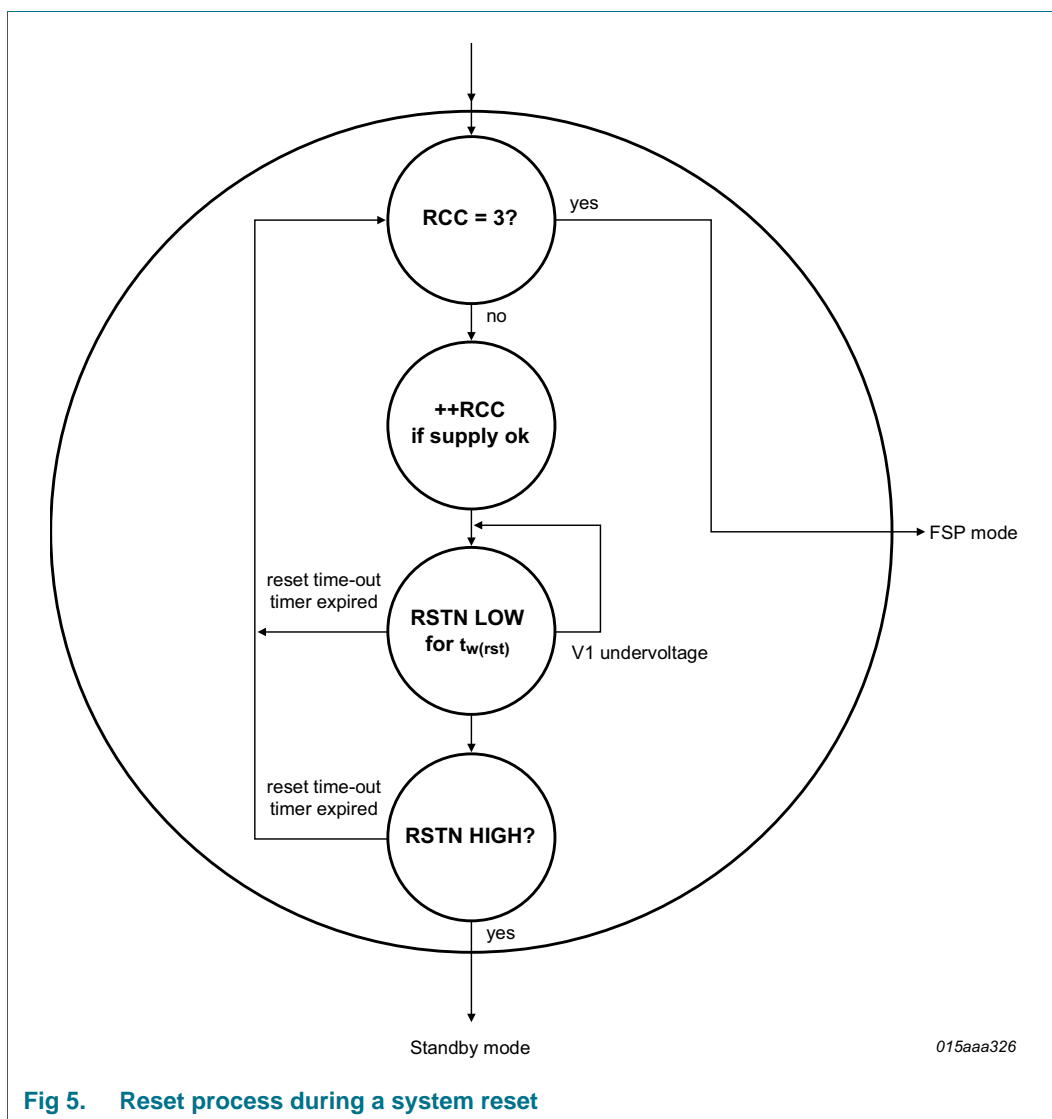 RCC = 3?
yes
no
++RCC
if supply ok
FSP mode
reset time-out
timer expired
RSTN LOW
for tw(rst)
V1 undervoltage
reset time-out
timer expired
RSTN HIGH?
yes
Standby mode
015aaa326
Fig 5. Reset process during a system reset